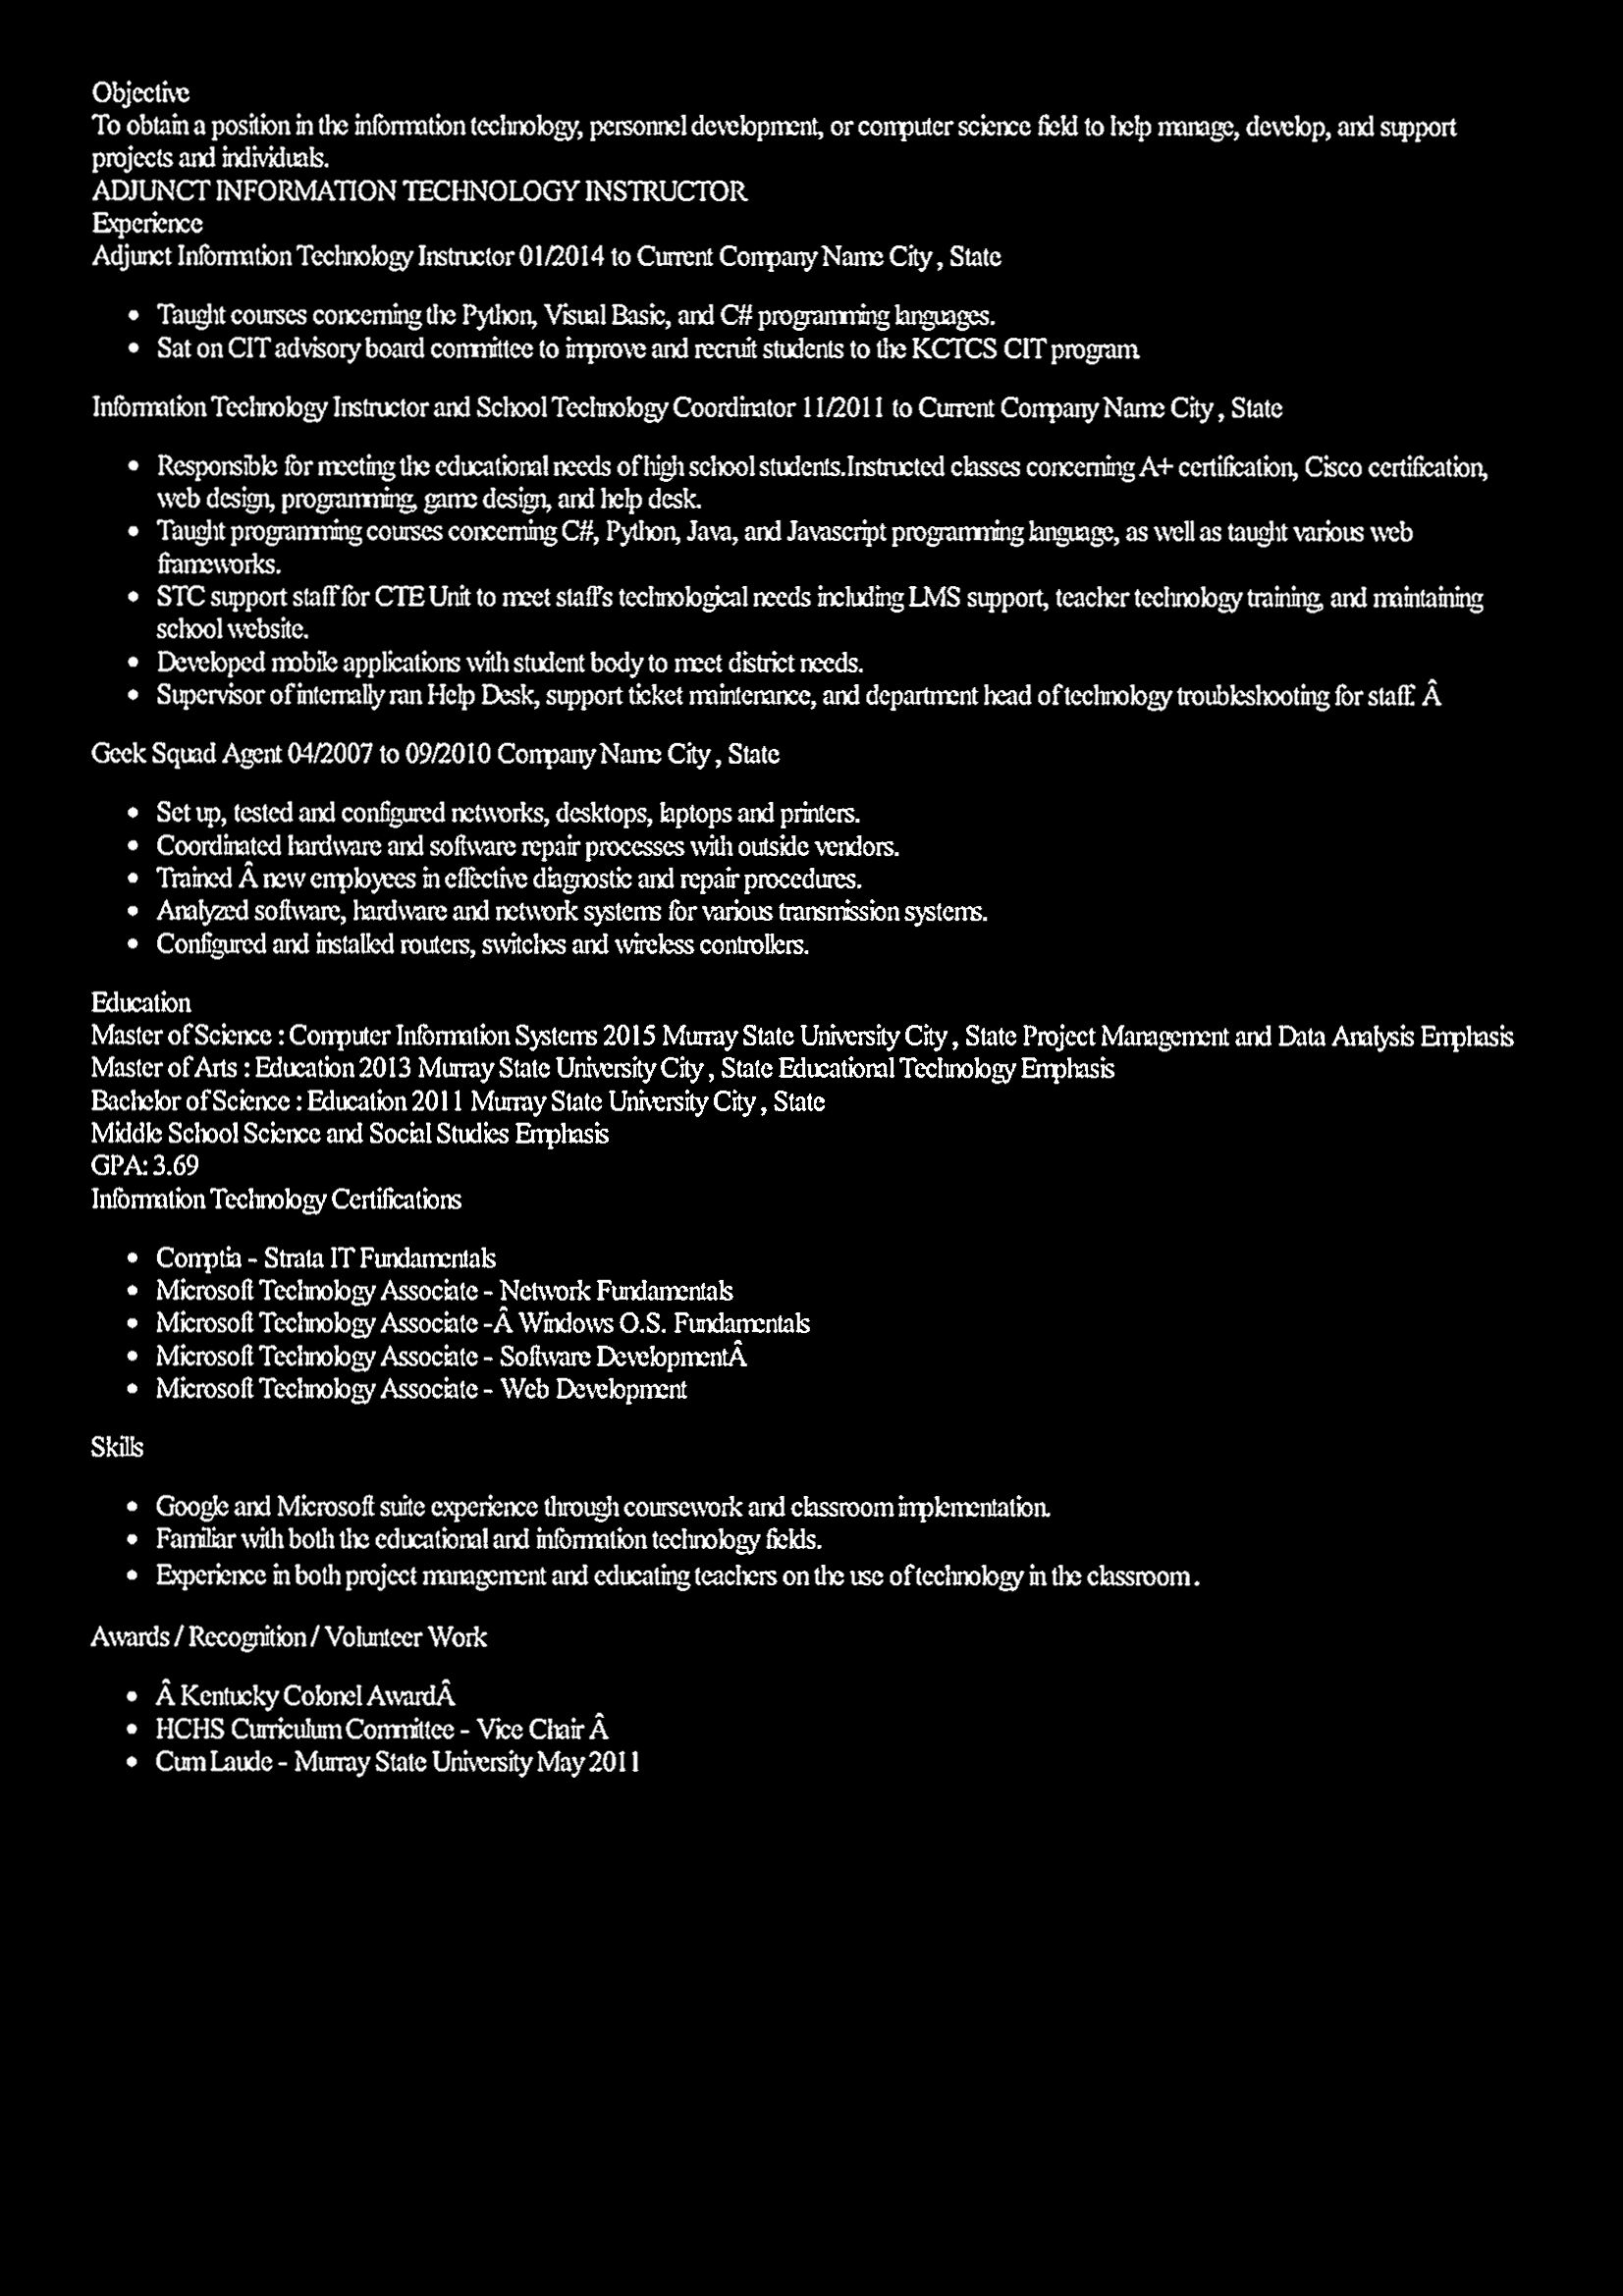 Objective
To obtain a position in the information technology, personnel development, or computer science field to help manage, develop, and support
projects and individuals.
ADJUNCT INFORMATION TECHNOLOGY INSTRUCTOR
Experience
Adjunct Information Technology Instructor 01/2014 to Current Company Name City , State
• Taught courses concerning the Python, Visual Basic, and C# programming languages.
• Sat on CIT advisory board committee to improve and recruit students to the KCTCS CIT program.
Information Technology Instructor and School Technology Coordinator 11/2011 to Current Company Name City , State
• Responsible for meeting the educational needs of high school students.Instructed classes concerning A+ certification, Cisco certification,
web design, programming, game design, and help desk.
• Taught programming courses concerning C#, Python, Java, and Javascript programming language, as well as taught various web
frameworks.
• STC support staff for CTE Unit to meet staff's technological needs including LMS support, teacher technology training, and maintaining
school website.
• Developed mobile applications with student body to meet district needs.
• Supervisor of internally ran Help Desk, support ticket maintenance, and department head of technology troubleshooting for staff. Â
Geek Squad Agent 04/2007 to 09/2010 Company Name City , State
• Set up, tested and configured networks, desktops, laptops and printers.
• Coordinated hardware and software repair processes with outside vendors.
• Trained Â new employees in effective diagnostic and repair procedures.
• Analyzed software, hardware and network systems for various transmission systems.
• Configured and installed routers, switches and wireless controllers.
Education
Master of Science : Computer Information Systems 2015 Murray State University City , State Project Management and Data Analysis Emphasis
Master of Arts : Education 2013 Murray State University City , State Educational Technology Emphasis
Bachelor of Science : Education 2011 Murray State University City , State
Middle School Science and Social Studies Emphasis
GPA: 3.69
Information Technology Certifications
• Comptia - Strata IT Fundamentals
• Microsoft Technology Associate - Network Fundamentals
• Microsoft Technology Associate -Â Windows O.S. Fundamentals
• Microsoft Technology Associate - Software DevelopmentÂ
• Microsoft Technology Associate - Web Development
Skills
• Google and Microsoft suite experience through coursework and classroom implementation.
• Familiar with both the educational and information technology fields.
• Experience in both project management and educating teachers on the use of technology in the classroom .
Awards / Recognition / Volunteer Work
• Â Kentucky Colonel AwardÂ
• HCHS Curriculum Committee - Vice Chair Â
• Cum Laude - Murray State University May 2011